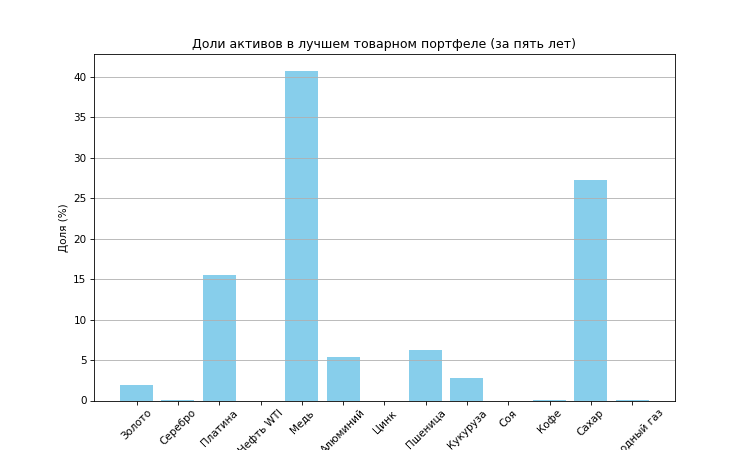 Доли активов в лучшем товарном портфеле (за пять лет)
Доля (%)
40
35
30
25
20
15
10
5
0
Золото
Серебро
Платина
Нефть WTI
Медь
Алюминий
Цинк
Пшеница
Кукуруза
Соя
Кофе
Сахар
газ